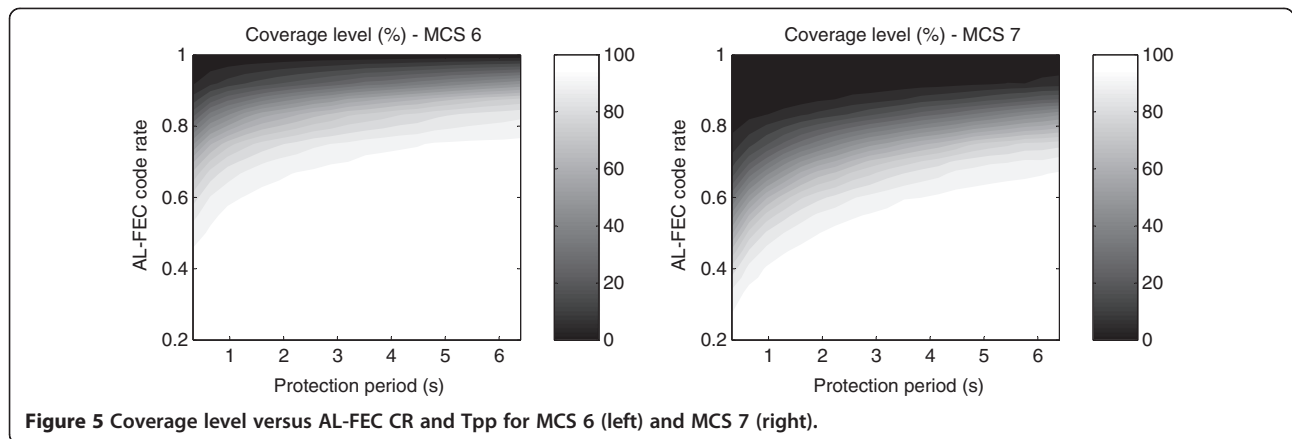 Coverage level (%) - MCS 6
1
0.8
0.6
0.4
0.2
AL-FEC code rate
1 2 3 4 5 6
Protection period (s)
100
80
60
40
20
0
Coverage level (%) - MCS 7
1
0.8
0.6
0.4
0.2
AL-FEC code rate
1 2 3 4 5 6
Protection period (s)
100
80
60
40
20
0
Figure 5 Coverage level versus AL-FEC CR and Tpp for MCS 6 (left) and MCS 7 (right).